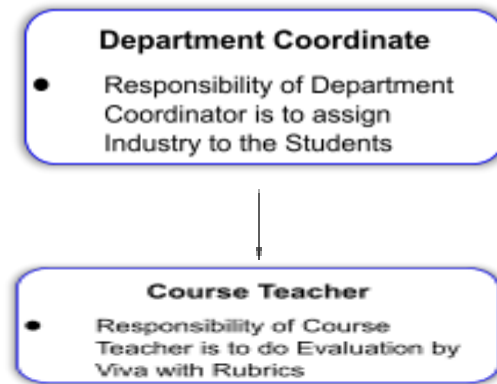 Department Coordinate
● Responsibility of Department
Coordinator is to assign
Industry to the Students
Course Teacher
● Responsibility of Course
Teacher is to do Evaluation by
Viva with Rubrics